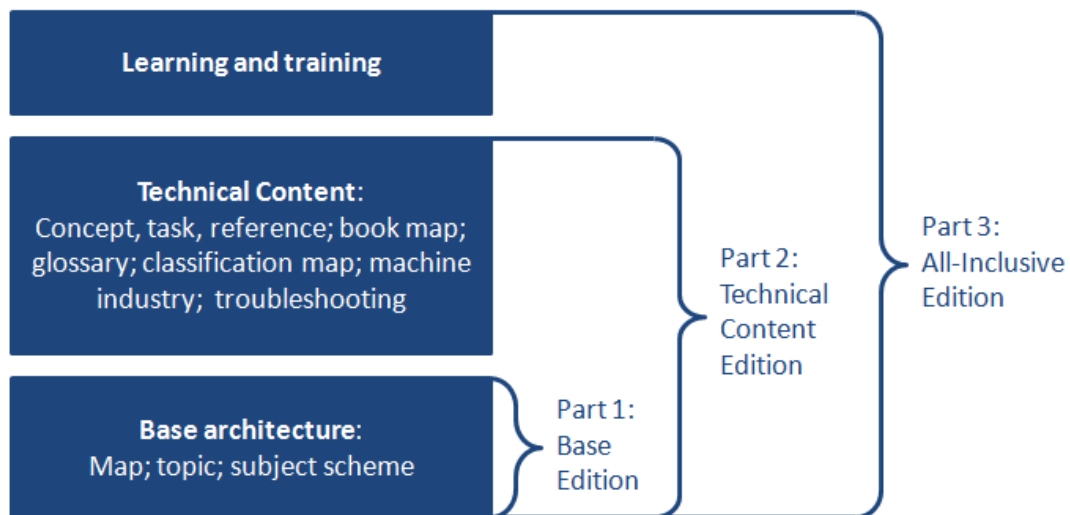 Learning and training
Technical Content:
Concept, task, reference; book map;
glossary; classification map; machine
industry; troubleshooting
Base architecture:
Map; topic; subject scheme
Part 1:
Base
Edition
Part 2:
Technical
Content
Edition
Part 3:
All-Inclusive
Edition